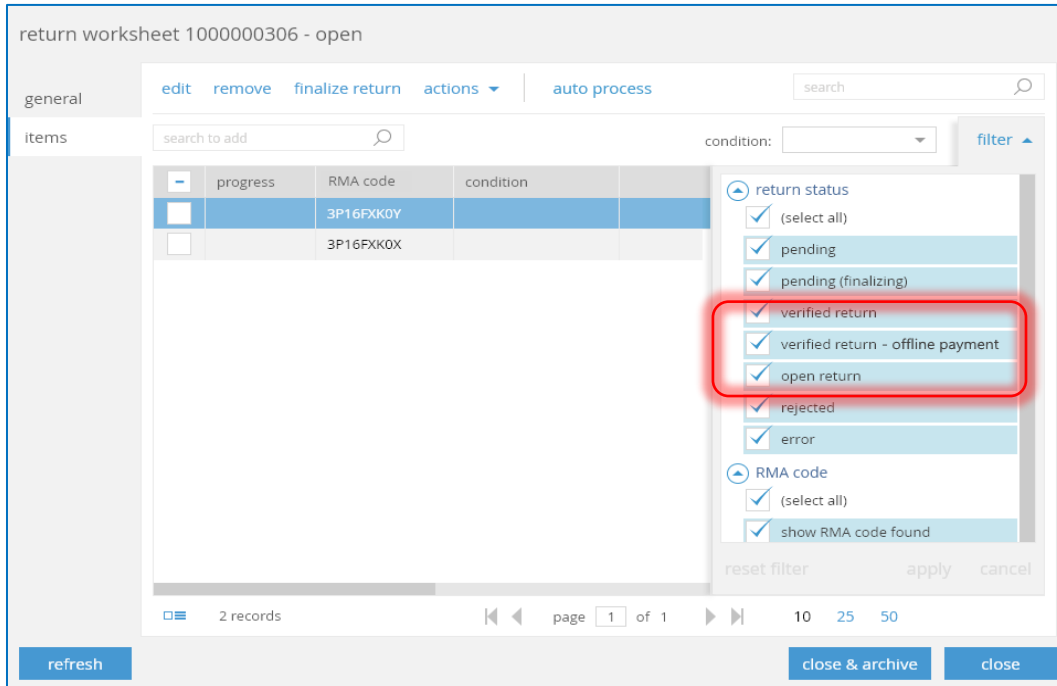 return worksheet 1000000306 - open
general
items
edit remove finalize return actions auto process search
search to add condition: filter
progress RMA code condition
3P16FXK0Y
3P16FXK0X
return status
(select all)
pending
pending (finalizing)
verified return
verified return - offline payment
open return
rejected
error
RMA code
(select all)
show RMA code found
reset filter apply cancel
2 records page 1 of 1 10 25 50
refresh close & archive close